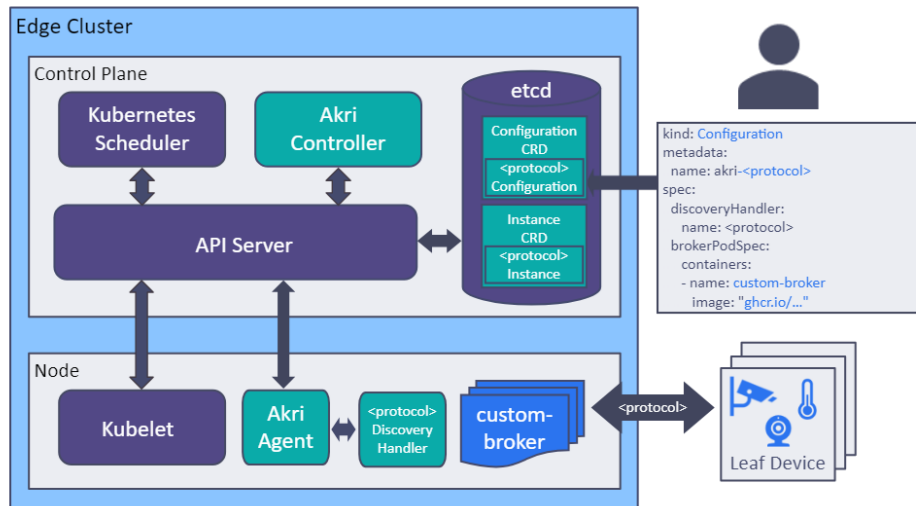 Edge Cluster
Control Plane
Kubernetes
Scheduler
Akri
Controller
etcd
Configuration
CRD
<protocol>
Configuration
Instance
CRD
<protocol>
Instance
API Server
kind: Configuration
metadata:
name: akri-<protocol>
spec:
discoveryHandler:
name: <protocol>
brokerPodSpec:
containers:
- name: custom-broker
image: "ghcr.io/..."
Node
Kubelet
Akri
Agent
<protocol>
Discovery
Handler
custom-
broker
<protocol>
Leaf Device